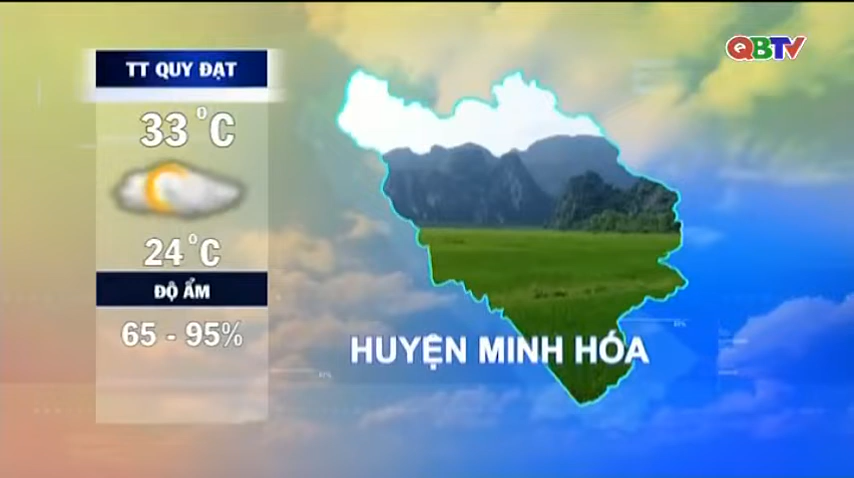 QBTV
TT QUY ĐẠT
33°C
24°C
ĐỘ ẨM
65 - 95%
HUYỆN MINH HÓA